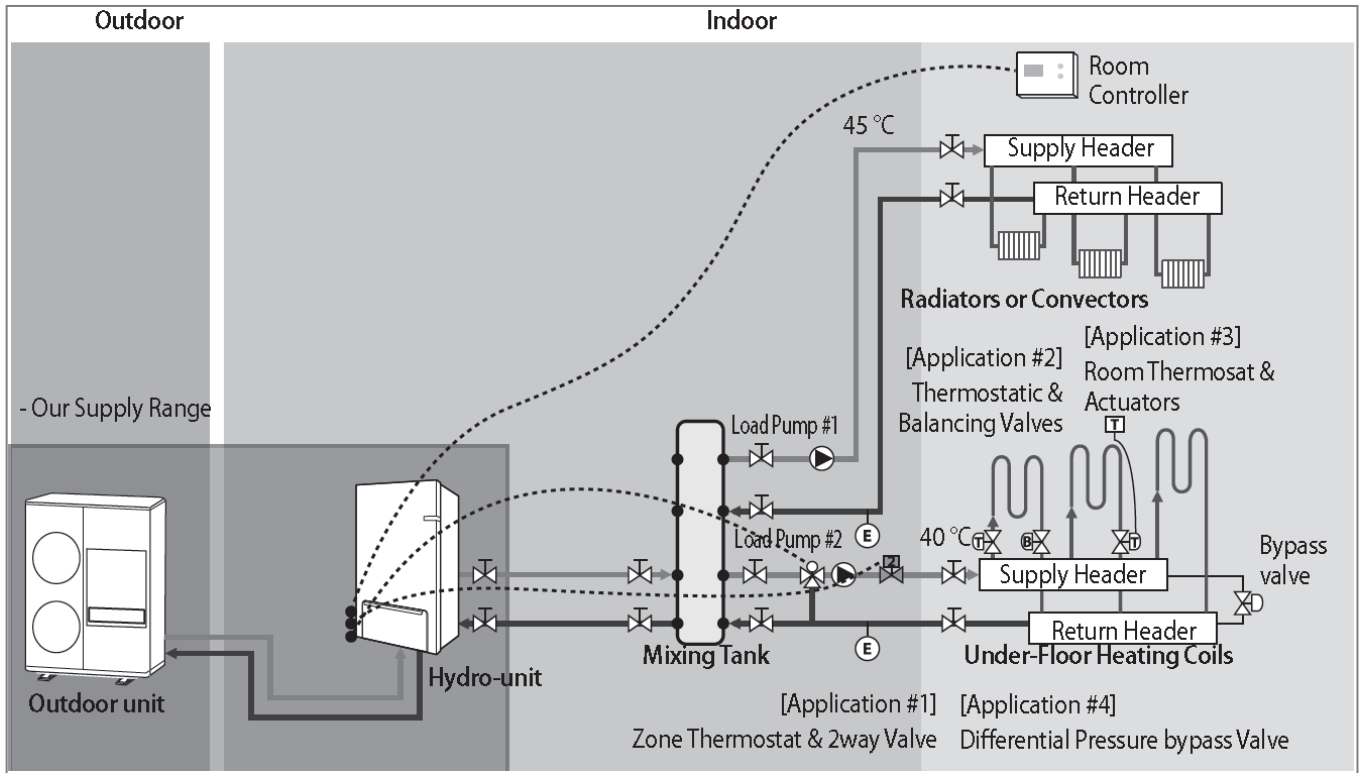 Outdoor
Indoor
Room
Controller
45 °C
Supply Header
Return Header
Radiators or Convectors
[Application #3]
Room Thermosat &
Actuators
[Application #2]
Thermostatic &
Balancing Valves
- Our Supply Range
Load Pump #1
T
E
Load Pump #2
2
40 °C
T
B
T
Bypass
valve
Supply Header
Return Header
E
Mixing Tank
Under-Floor Heating Coils
Hydro-unit
Outdoor unit
[Application #1]
Zone Thermostat & 2way Valve
[Application #4]
Differential Pressure bypass Valve